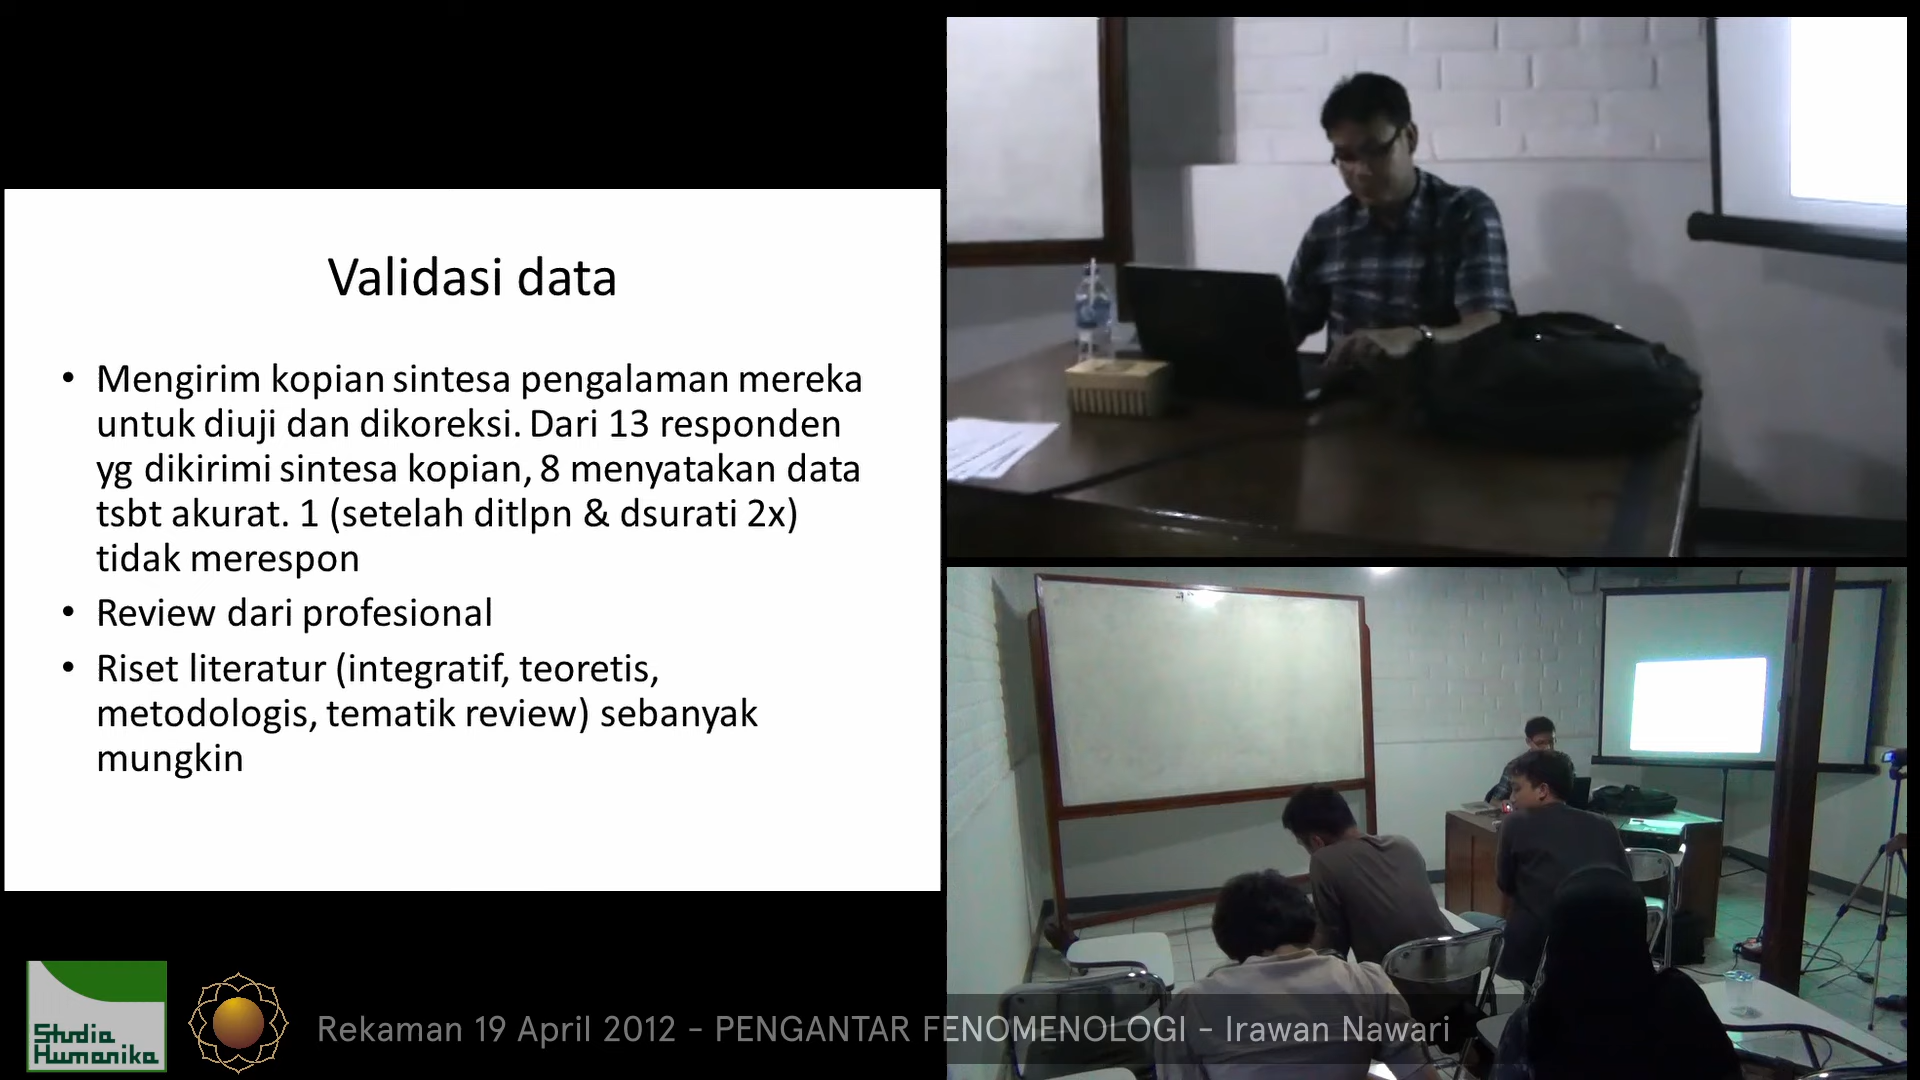 Validasi data
• Mengirim kopian sintesa pengalaman mereka
untuk diuji dan dikoreksi. Dari 13 responden
yg dikirimi sintesa kopian, 8 menyatakan data
tsbt akurat. 1 (setelah ditlpn & dsurati 2x)
tidak merespon
• Review dari profesional
• Riset literatur (integratif, teoretis,
metodologis, tematik review) sebanyak
mungkin
Studia
Humanika
Rekaman 19 April 2012 - PENGANTAR FENOMENOLOGI - Irawan Nawari